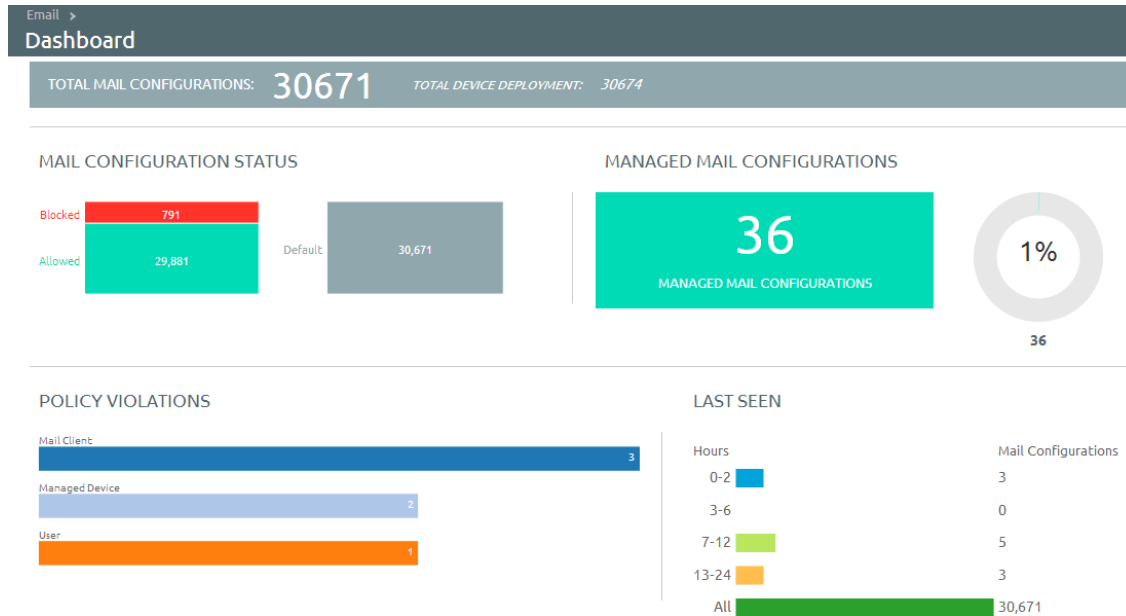 Email >
Dashboard
TOTAL MAIL CONFIGURATIONS: 30671 TOTAL DEVICE DEPLOYMENT: 30674
MAIL CONFIGURATION STATUS
Blocked 791
Allowed 29,881
Default 30,671
MANAGED MAIL CONFIGURATIONS
36
MANAGED MAIL CONFIGURATIONS
1%
36
POLICY VIOLATIONS
Mail Client
3
Managed Device
2
User
1
LAST SEEN
Hours Mail Configurations
0-2 3
3-6 0
7-12 5
13-24 3
All 30,671